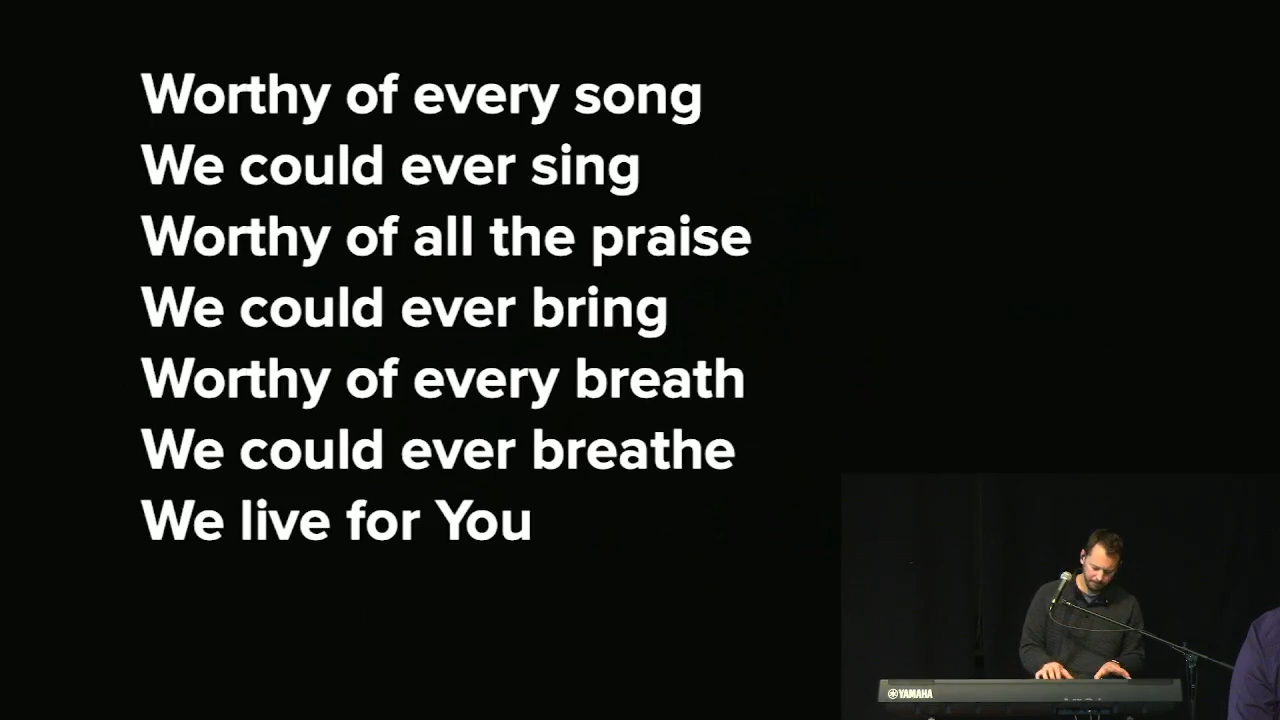 Worthy of every song
We could ever sing
Worthy of all the praise
We could ever bring
Worthy of every breath
We could ever breathe
We live for You
YAMAHA